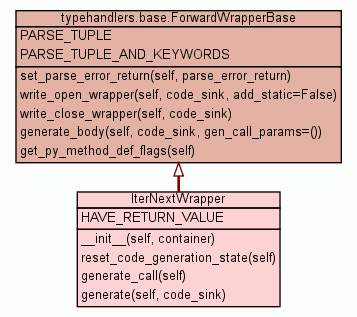 typehandlers.base.ForwardWrapperBase
PARSE_TUPLE
PARSE_TUPLE_AND_KEYWORDS
set_parse_error_return(self, parse_error_return)
write_open_wrapper(self, code_sink, add_static=False)
write_close_wrapper(self, code_sink)
generate_body(self, code_sink, gen_call_params=())
get_py_method_def_flags(self)
IterNextWrapper
HAVE_RETURN_VALUE
__init__(self, container)
reset_code_generation_state(self)
generate_call(self)
generate(self, code_sink)